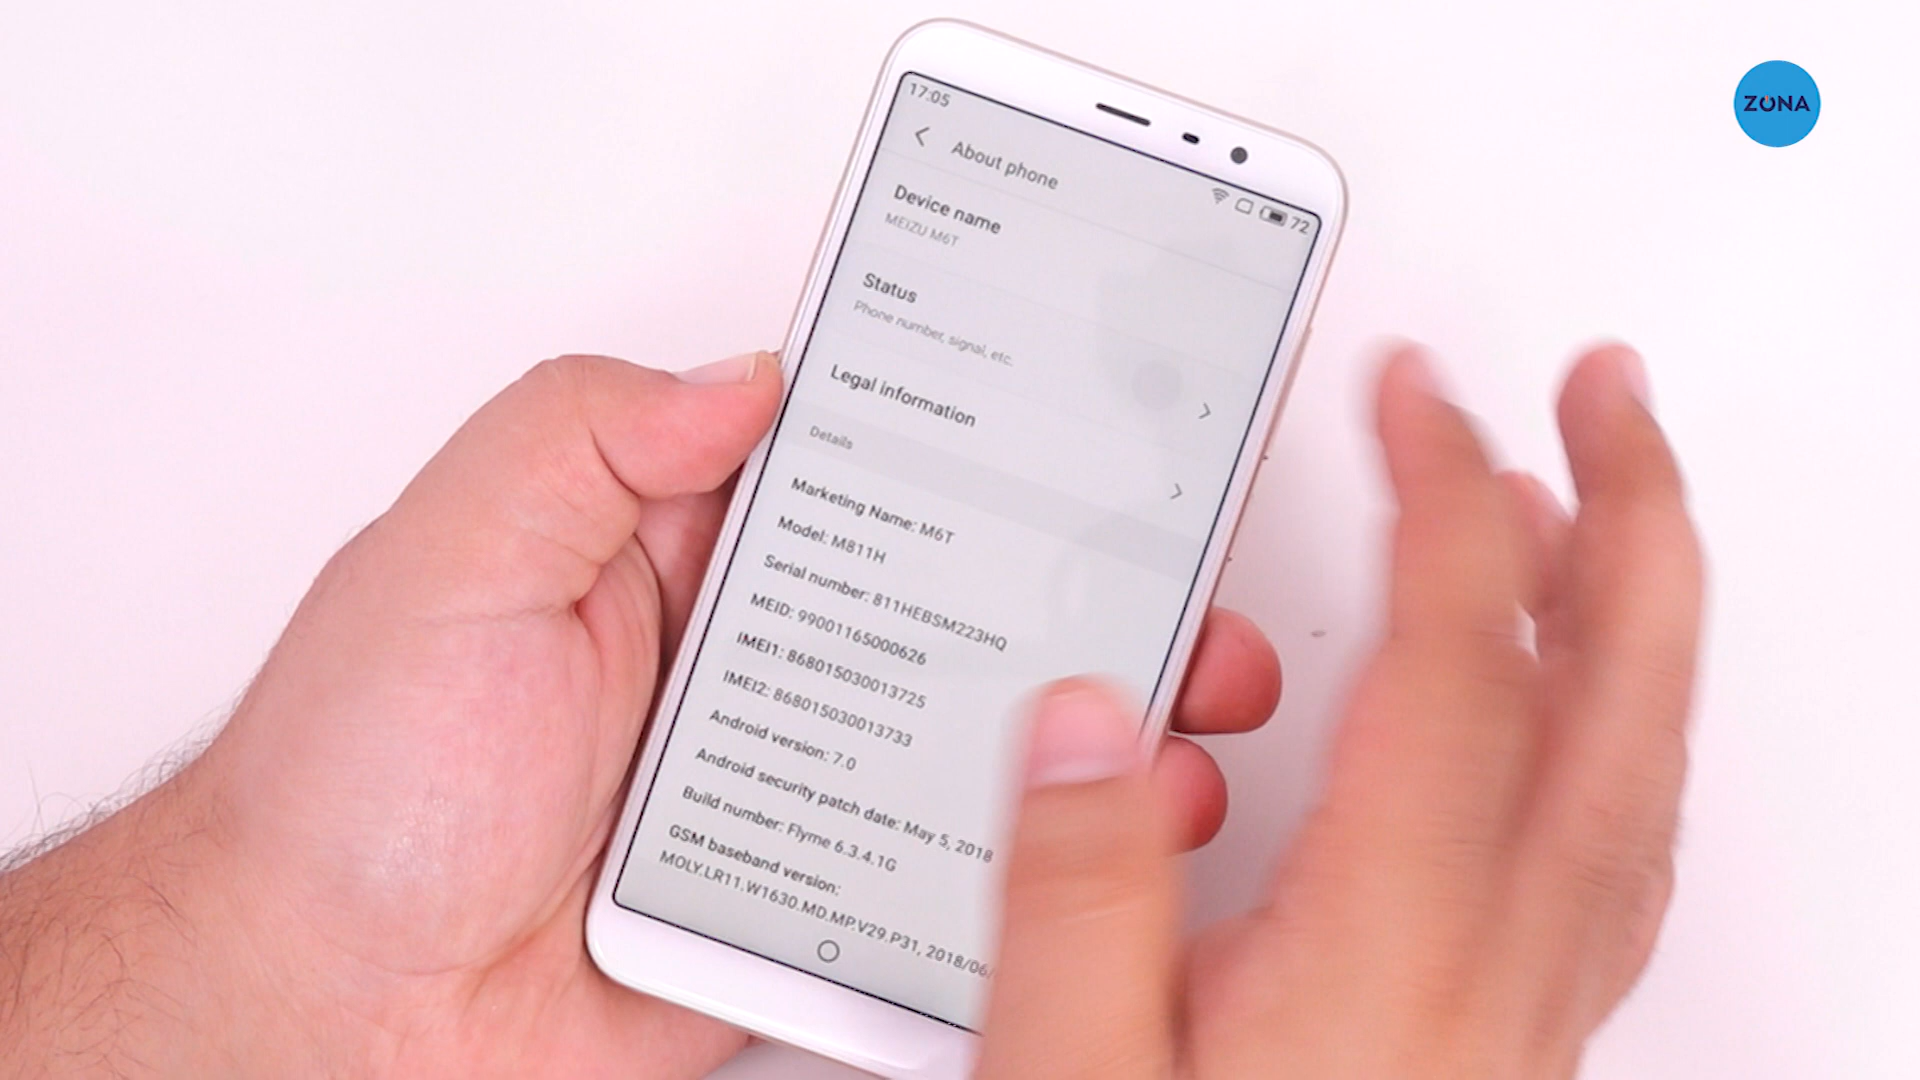 ZONA
17:05
72
About phone
Device name
MEIZU M6T
Status
Phone number, signal, etc.
Legal information
Details
Marketing Name: M6T
Model: M811H
Serial number: 811HEBSM223HQ
MEID: 99001165000626
IMEI1: 868015030013725
IMEI2: 868015030013733
Android version: 7.0
Android security patch date: May 5, 2018
Build number: Flyme 6.3.4.1G
GSM baseband version:
MOLY.LR11.W1630.MD.MP.V29.P31, 2018/06/